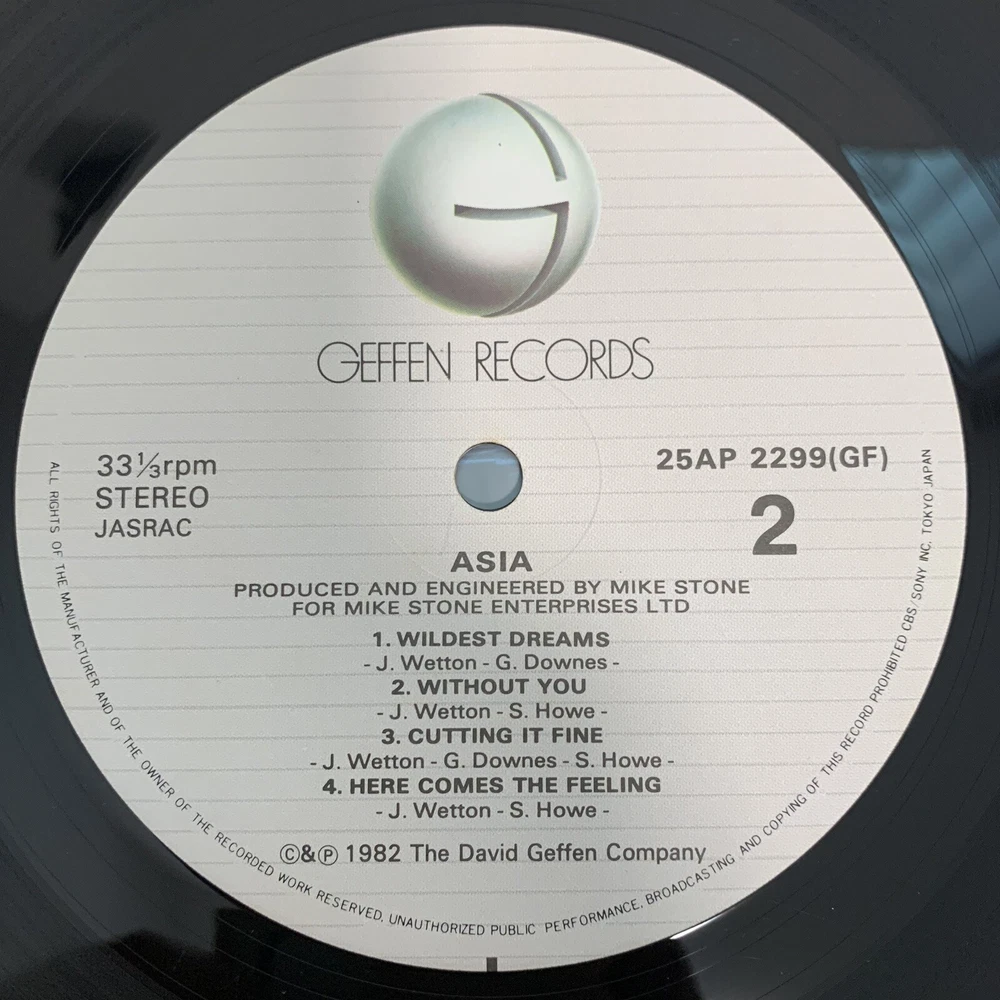 GEFFEN RECORDS
33⅓rpm
STEREO
JASRAC
25AP 2299(GF)
2
ASIA
PRODUCED AND ENGINEERED BY MIKE STONE
FOR MIKE STONE ENTERPRISES LTD
1. WILDEST DREAMS
- J. Wetton - G. Downes -
2. WITHOUT YOU
- J. Wetton - S. Howe -
3. CUTTING IT FINE
- J. Wetton - G. Downes - S. Howe -
4. HERE COMES THE FEELING
- J. Wetton - S. Howe -
©&℗ 1982 The David Geffen Company
ALL RIGHTS OF THE MANUFACTURER AND OF THE OWNER OF THE RECORDED WORK RESERVED, UNAUTHORIZED PUBLIC PERFORMANCE, BROADCASTING AND COPYING OF THIS RECORD PROHIBITED CBS/SONY INC. TOKYO JAPAN